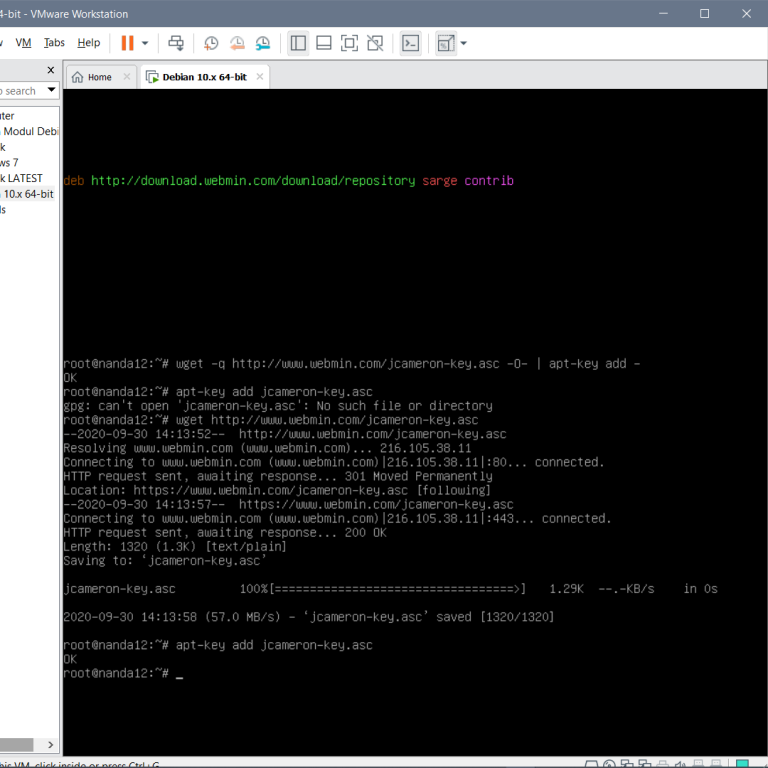 4-bit - VMware Workstation
VM Tabs Help
search
Home
Debian 10.x 64-bit
Modul Debi
ws 7
LATEST
10.x 64-bit
deb http://download.webmin.com/download/repository sarge contrib
root@nanda12:~# wget -q http://www.webmin.com/jcameron-key.asc -O- | apt-key add -
OK
root@nanda12:~# apt-key add jcameron-key.asc
gpg: can't open 'jcameron-key.asc': No such file or directory
root@nanda12:~# wget http://www.webmin.com/jcameron-key.asc
--2020-09-30 14:13:52-- http://www.webmin.com/jcameron-key.asc
Resolving www.webmin.com (www.webmin.com)... 216.105.38.11
Connecting to www.webmin.com (www.webmin.com)|216.105.38.11|:80... connected.
HTTP request sent, awaiting response... 301 Moved Permanently
Location: https://www.webmin.com/jcameron-key.asc [following]
--2020-09-30 14:13:57-- https://www.webmin.com/jcameron-key.asc
Connecting to www.webmin.com (www.webmin.com)|216.105.38.11|:443... connected.
HTTP request sent, awaiting response... 200 OK
Length: 1320 (1.3K) [text/plain]
Saving to: ‘jcameron-key.asc’
jcameron-key.asc 100%[==================================>] 1.29K --.-KB/s in 0s
2020-09-30 14:13:58 (57.0 MB/s) - ‘jcameron-key.asc’ saved [1320/1320]
root@nanda12:~# apt-key add jcameron-key.asc
OK
root@nanda12:~# _
his VM, click inside or press Ctrl+G.